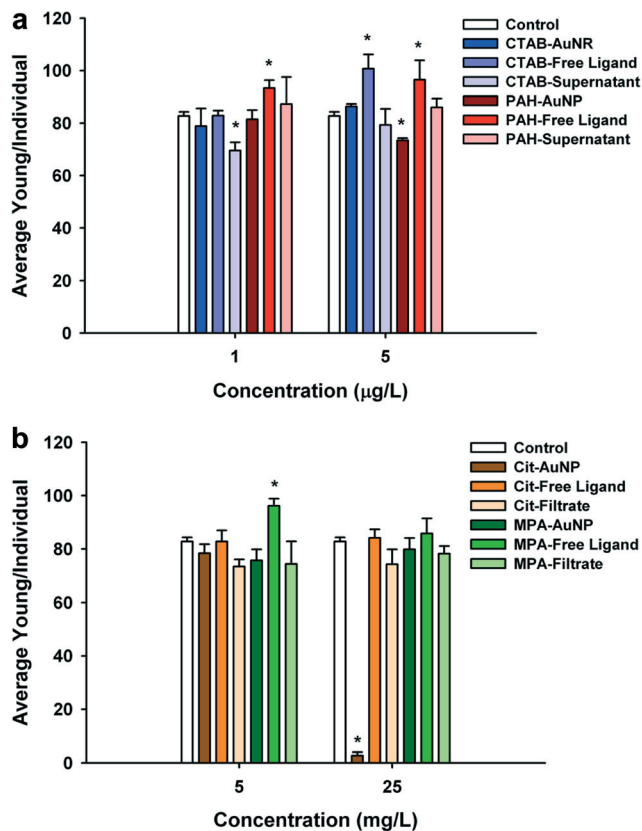 a
120
100
80
60
40
20
0
Average Young/Individual
Control
CTAB-AuNR
CTAB-Free Ligand
CTAB-Supernatant
PAH-AuNP
PAH-Free Ligand
PAH-Supernatant
* * * * *
1 5
Concentration (μg/L)
b
120
100
80
60
40
20
0
Average Young/Individual
Control
Cit-AuNP
Cit-Free Ligand
Cit-Filtrate
MPA-AuNP
MPA-Free Ligand
MPA-Filtrate
* *
5 25
Concentration (mg/L)